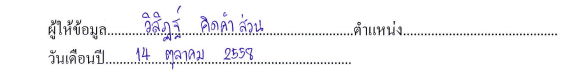 ผู้ให้ข้อมูล.......วิสิฎฐ์ คิดคำส่วน.......ตำแหน่ง.......
วันเดือนปี.......14 ตุลาคม 2558.......